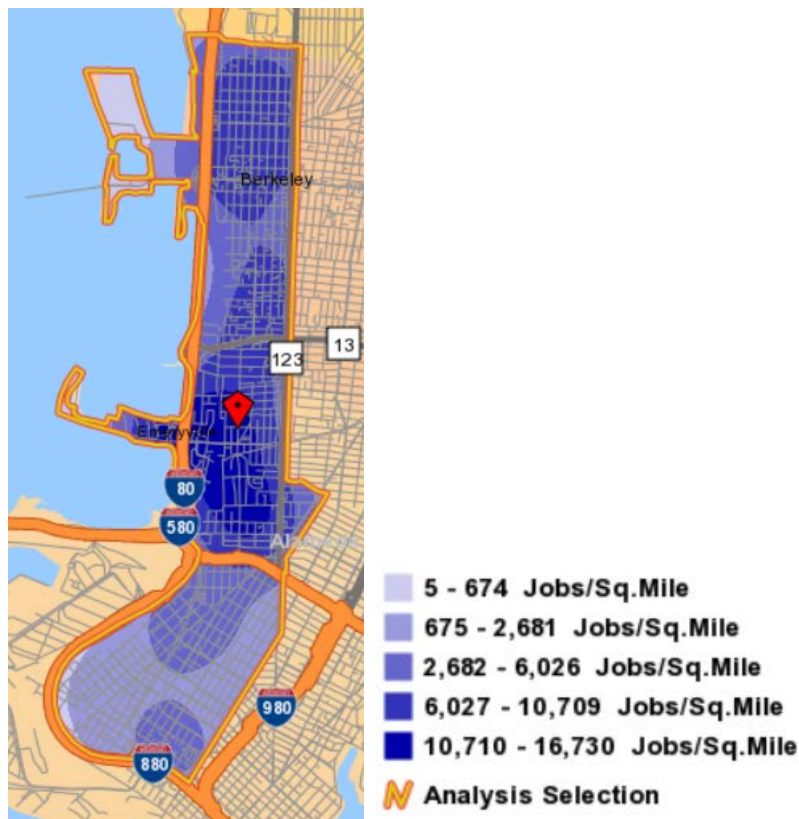 Berkeley
13
123
Emeryville
80
580
980
880
5 - 674 Jobs/Sq.Mile
675 - 2,681 Jobs/Sq.Mile
2,682 - 6,026 Jobs/Sq.Mile
6,027 - 10,709 Jobs/Sq.Mile
10,710 - 16,730 Jobs/Sq.Mile
Analysis Selection